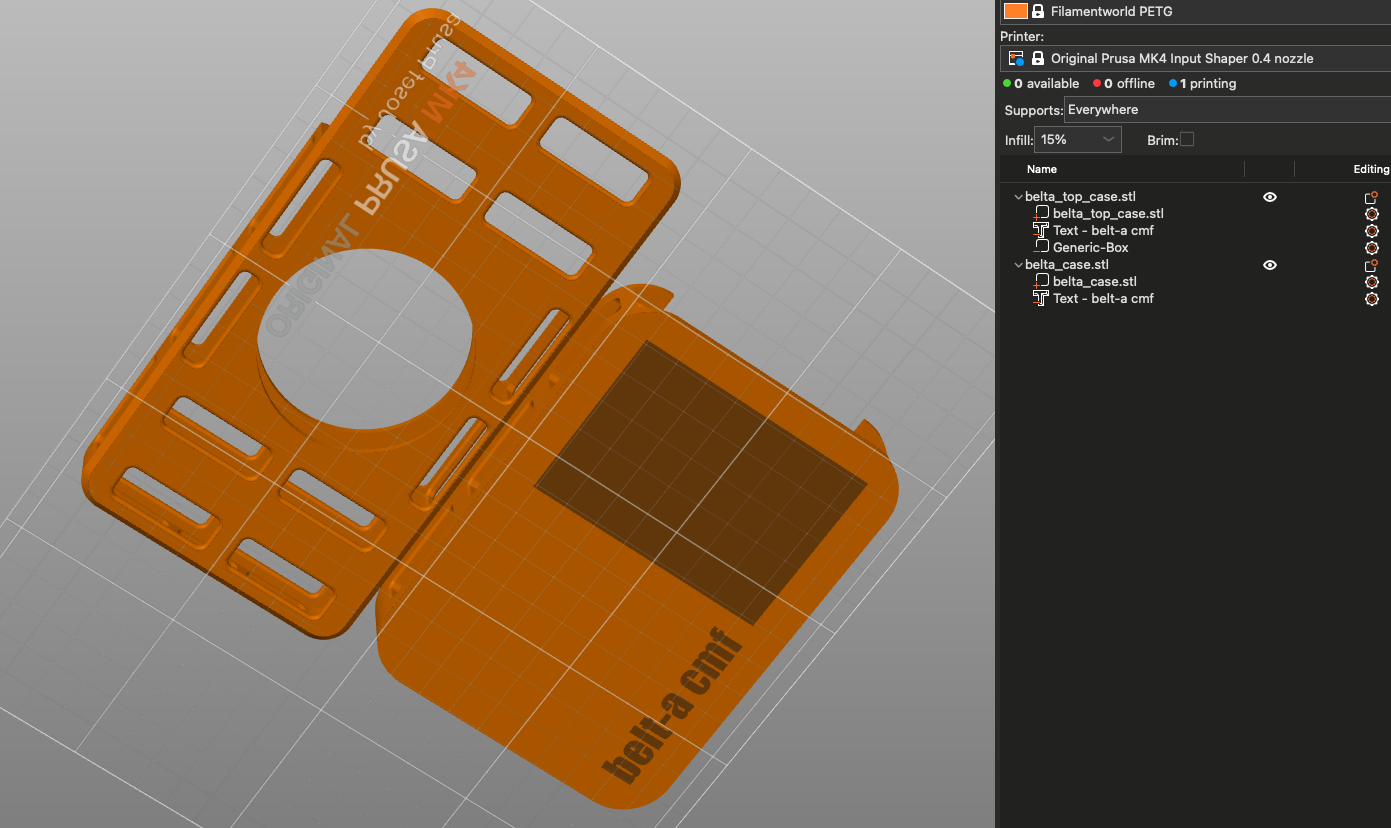 by Josef Prusa
ORIGINAL PRUSA MK4
belt-a cmf
Filamentworld PETG
Printer:
Original Prusa MK4 Input Shaper 0.4 nozzle
0 available 0 offline 1 printing
Supports: Everywhere
Infill: 15% Brim:
Name Editing
belta_top_case.stl
belta_top_case.stl
Text - belt-a cmf
Generic-Box
belta_case.stl
belta_case.stl
Text - belt-a cmf